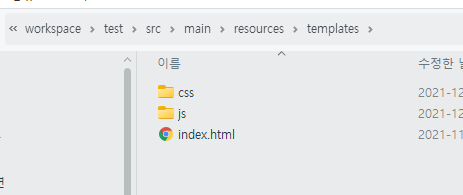 « workspace › test › src › main › resources › templates ›
이름 수정한 날
css 2021-12
js 2021-12
index.html 2021-11